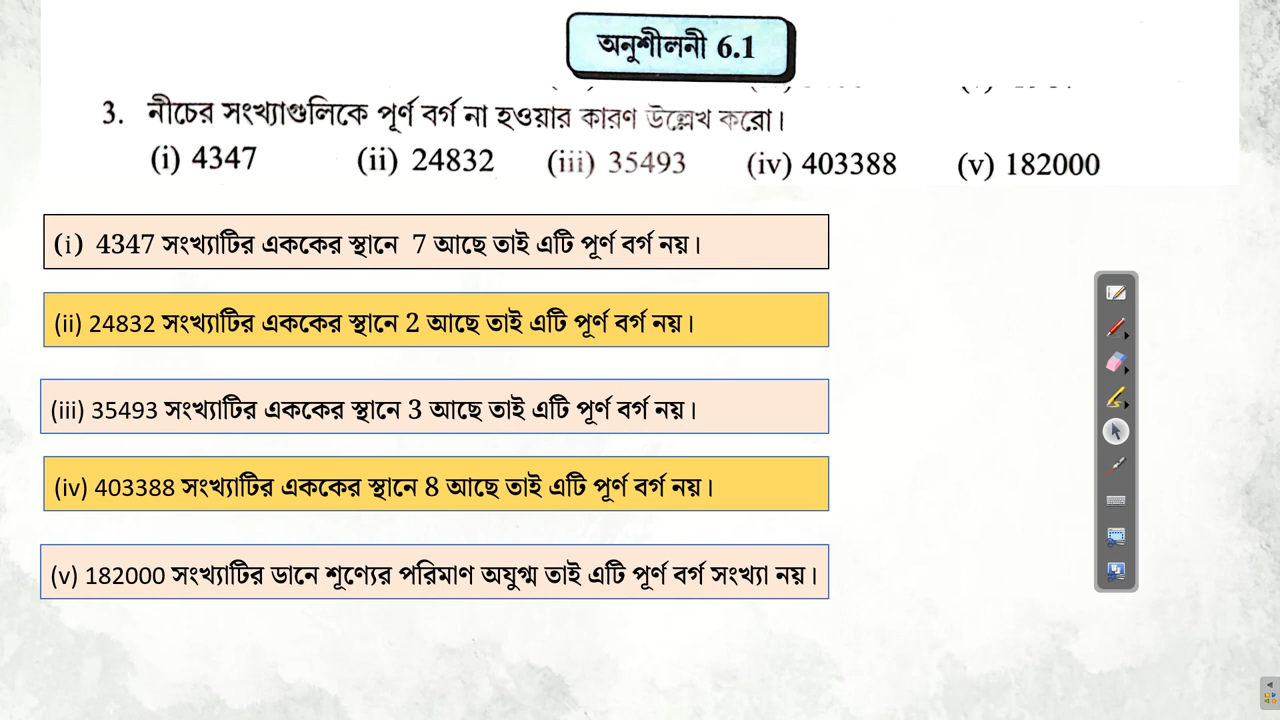 অনুশীলনী 6.1
3. নীচের সংখ্যাগুলিকে পূর্ণ বর্গ না হওয়ার কারণ উল্লেখ করো।
(i) 4347 (ii) 24832 (iii) 35493 (iv) 403388 (v) 182000
(i) 4347 সংখ্যাটির এককের স্থানে 7 আছে তাই এটি পূর্ণ বর্গ নয়।
(ii) 24832 সংখ্যাটির এককের স্থানে 2 আছে তাই এটি পূর্ণ বর্গ নয়।
(iii) 35493 সংখ্যাটির এককের স্থানে 3 আছে তাই এটি পূর্ণ বর্গ নয়।
(iv) 403388 সংখ্যাটির এককের স্থানে 8 আছে তাই এটি পূর্ণ বর্গ নয়।
(v) 182000 সংখ্যাটির ডানে শূণ্যের পরিমাণ অযুগ্ম তাই এটি পূর্ণ বর্গ সংখ্যা নয়।